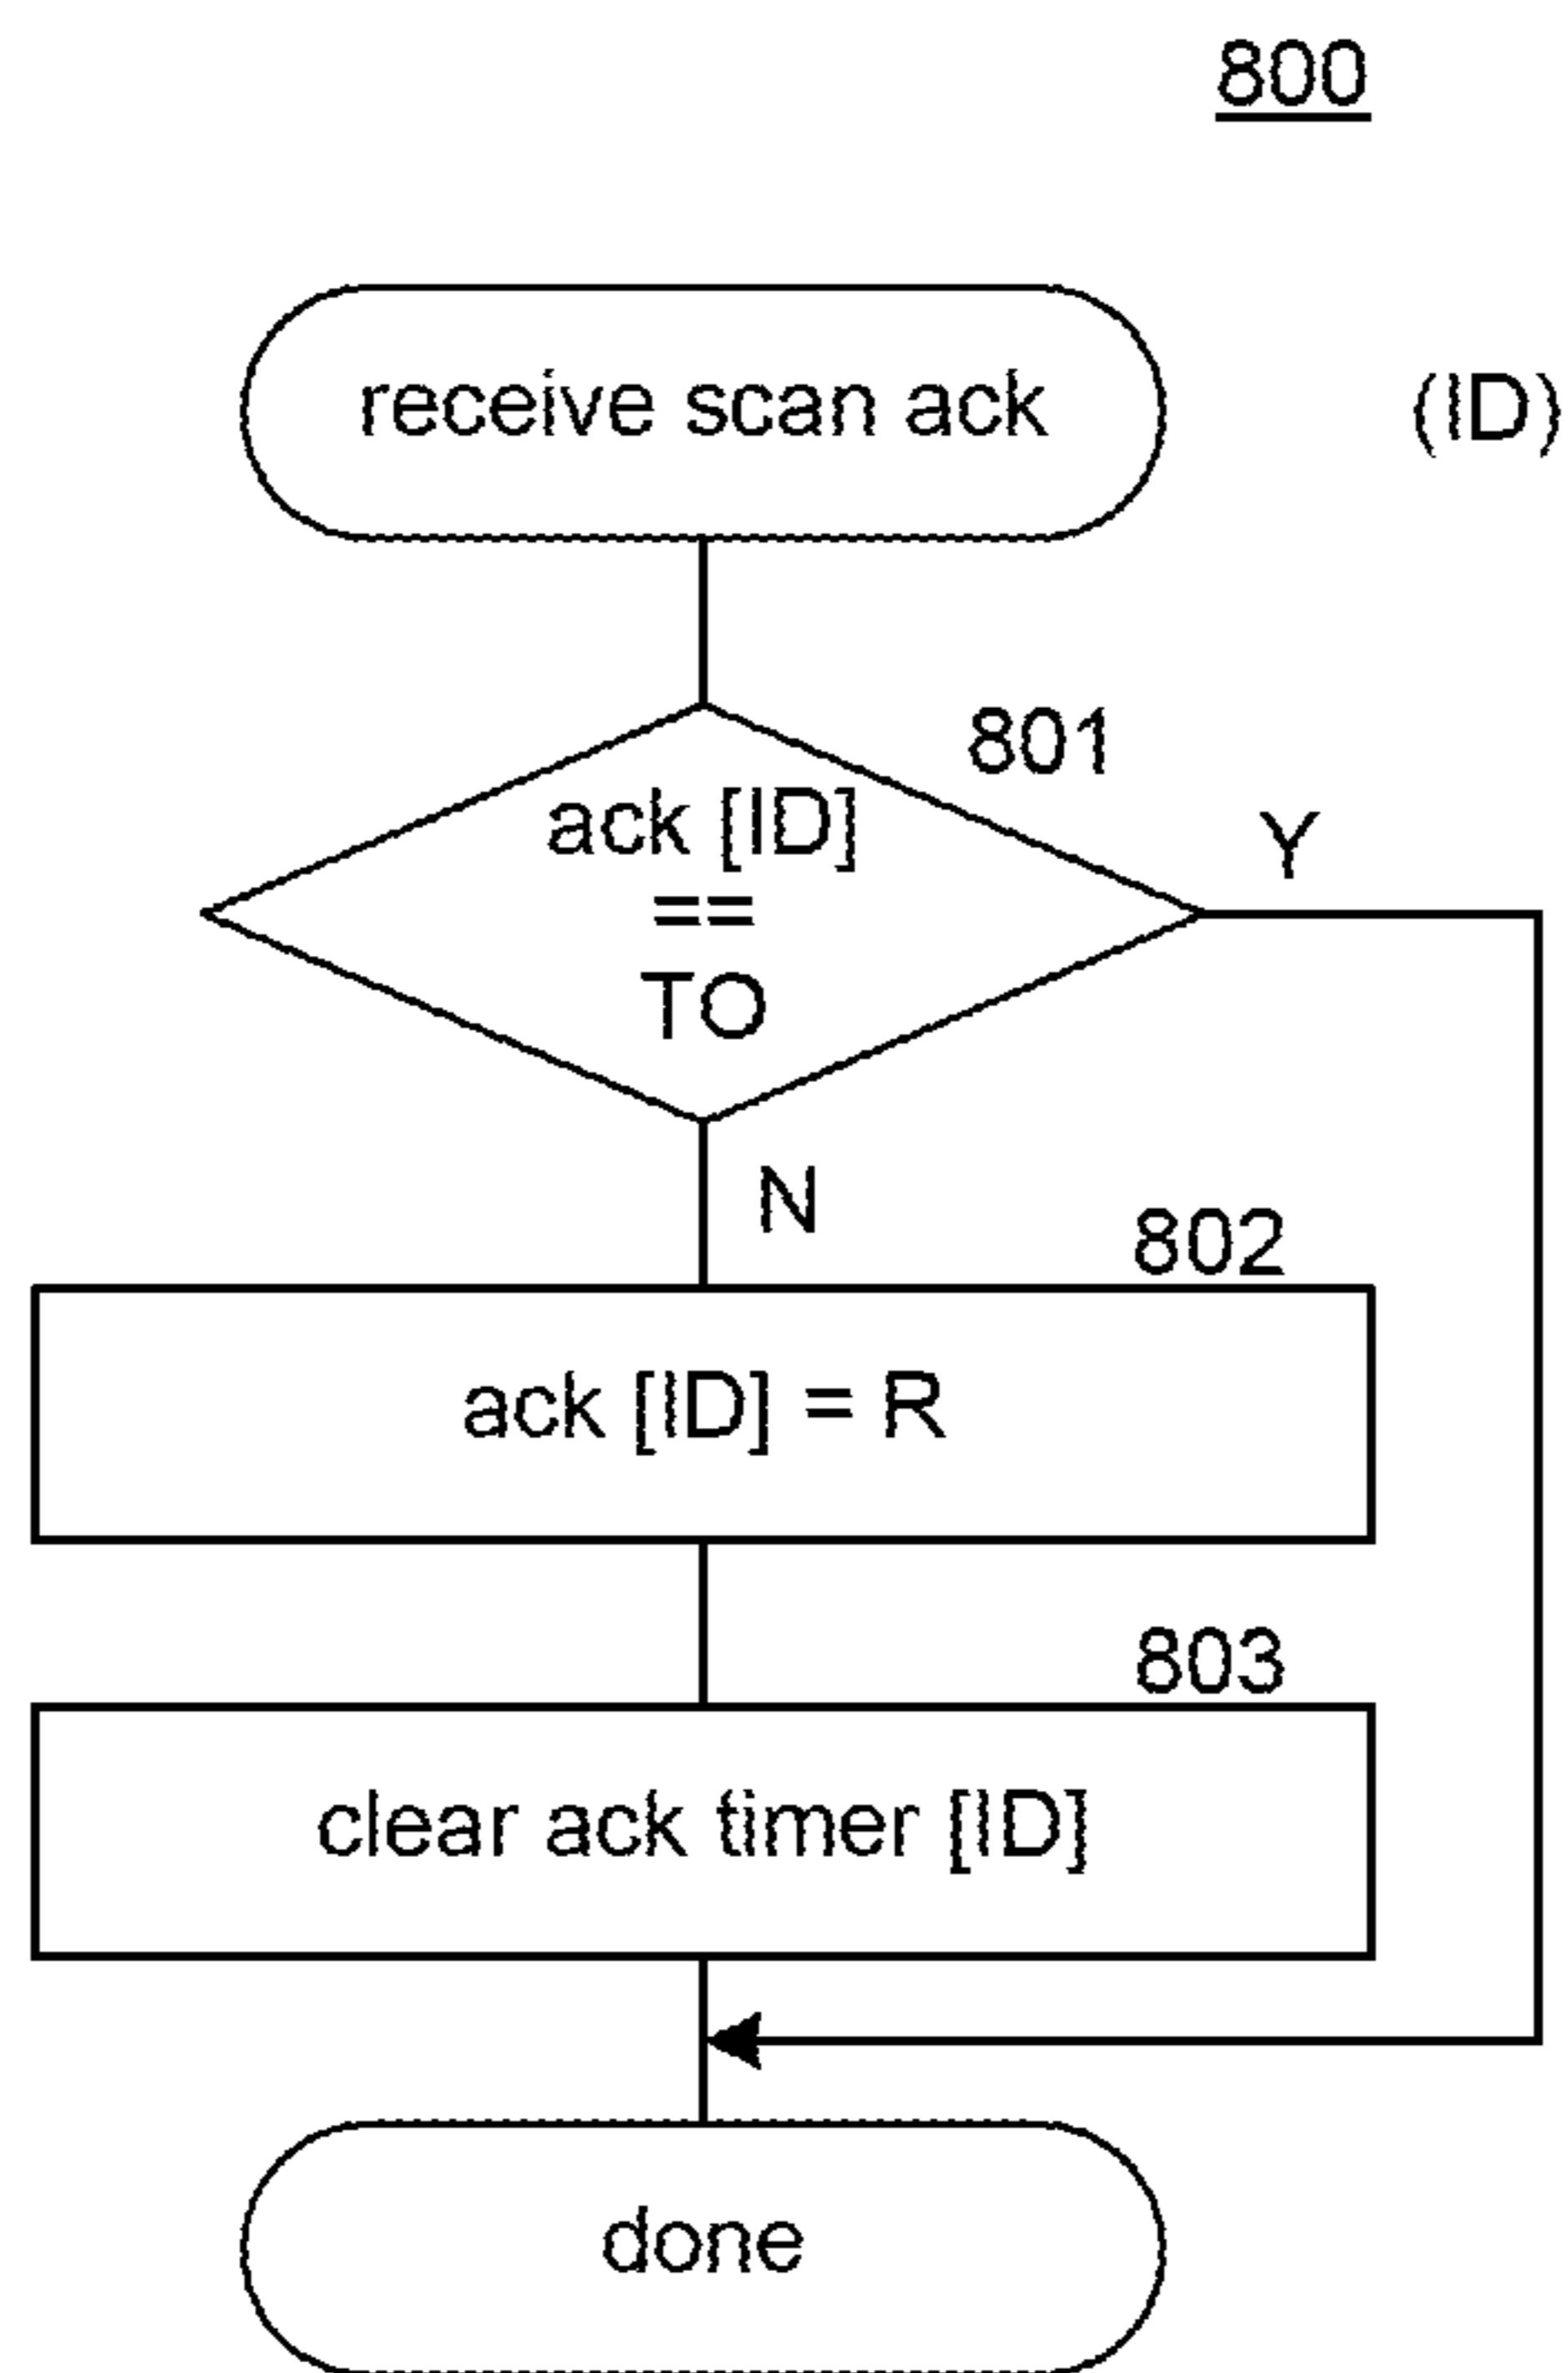 800
receive scan ack (ID)
801
ack [ID]
==
TO
Y
N
802
ack [ID] = R
803
clear ack timer [ID]
done